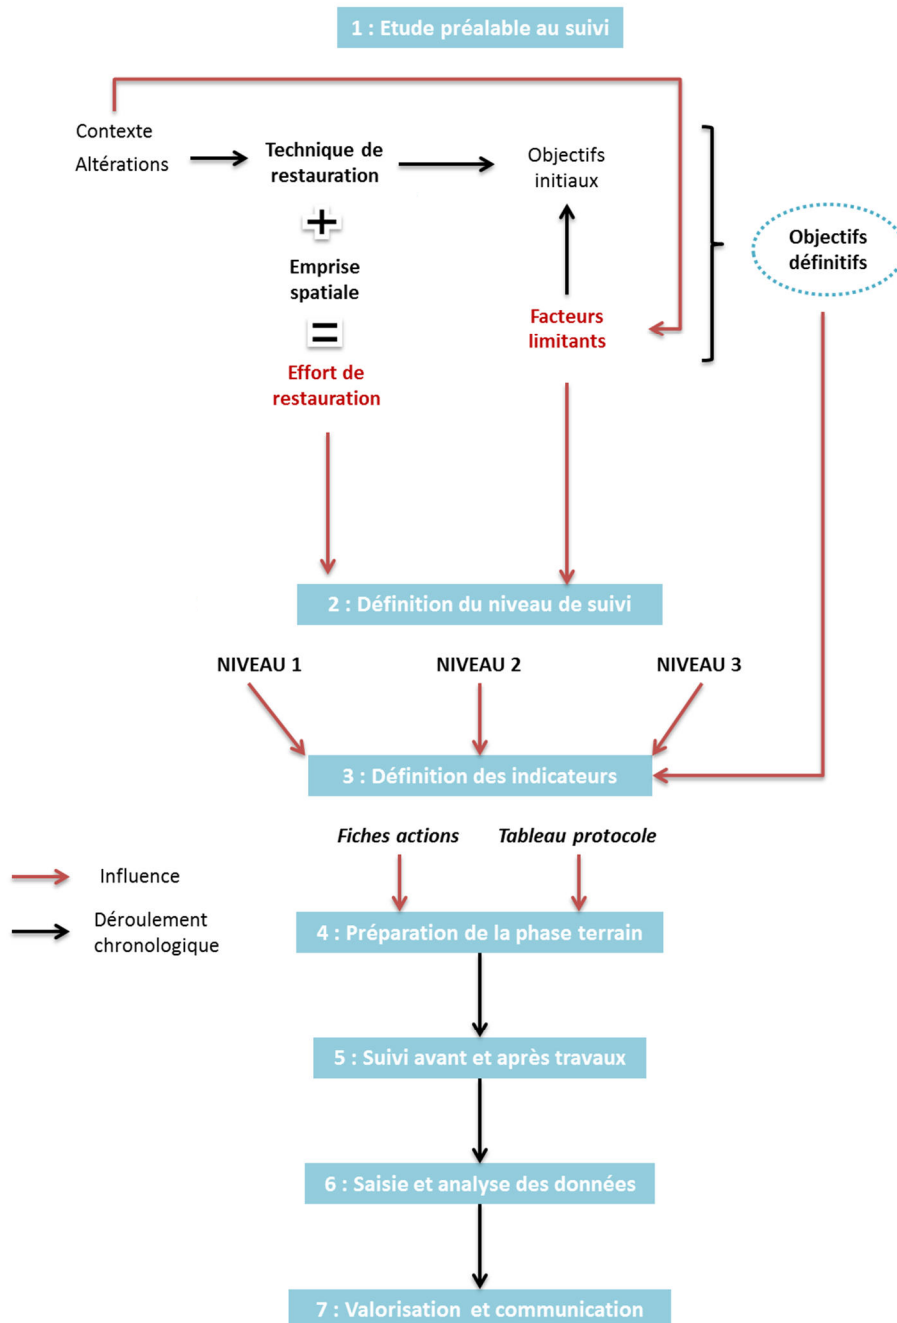 1 : Etude préalable au suivi
Contexte
Altérations
Technique de
restauration
+
Emprise
spatiale
=
Effort de
restauration
Objectifs
initiaux
Facteurs
limitants
Objectifs
définitifs
2 : Définition du niveau de suivi
NIVEAU 1
NIVEAU 2
NIVEAU 3
3 : Définition des indicateurs
Fiches actions
Tableau protocole
Influence
Déroulement
chronologique
4 : Préparation de la phase terrain
5 : Suivi avant et après travaux
6 : Saisie et analyse des données
7 : Valorisation et communication